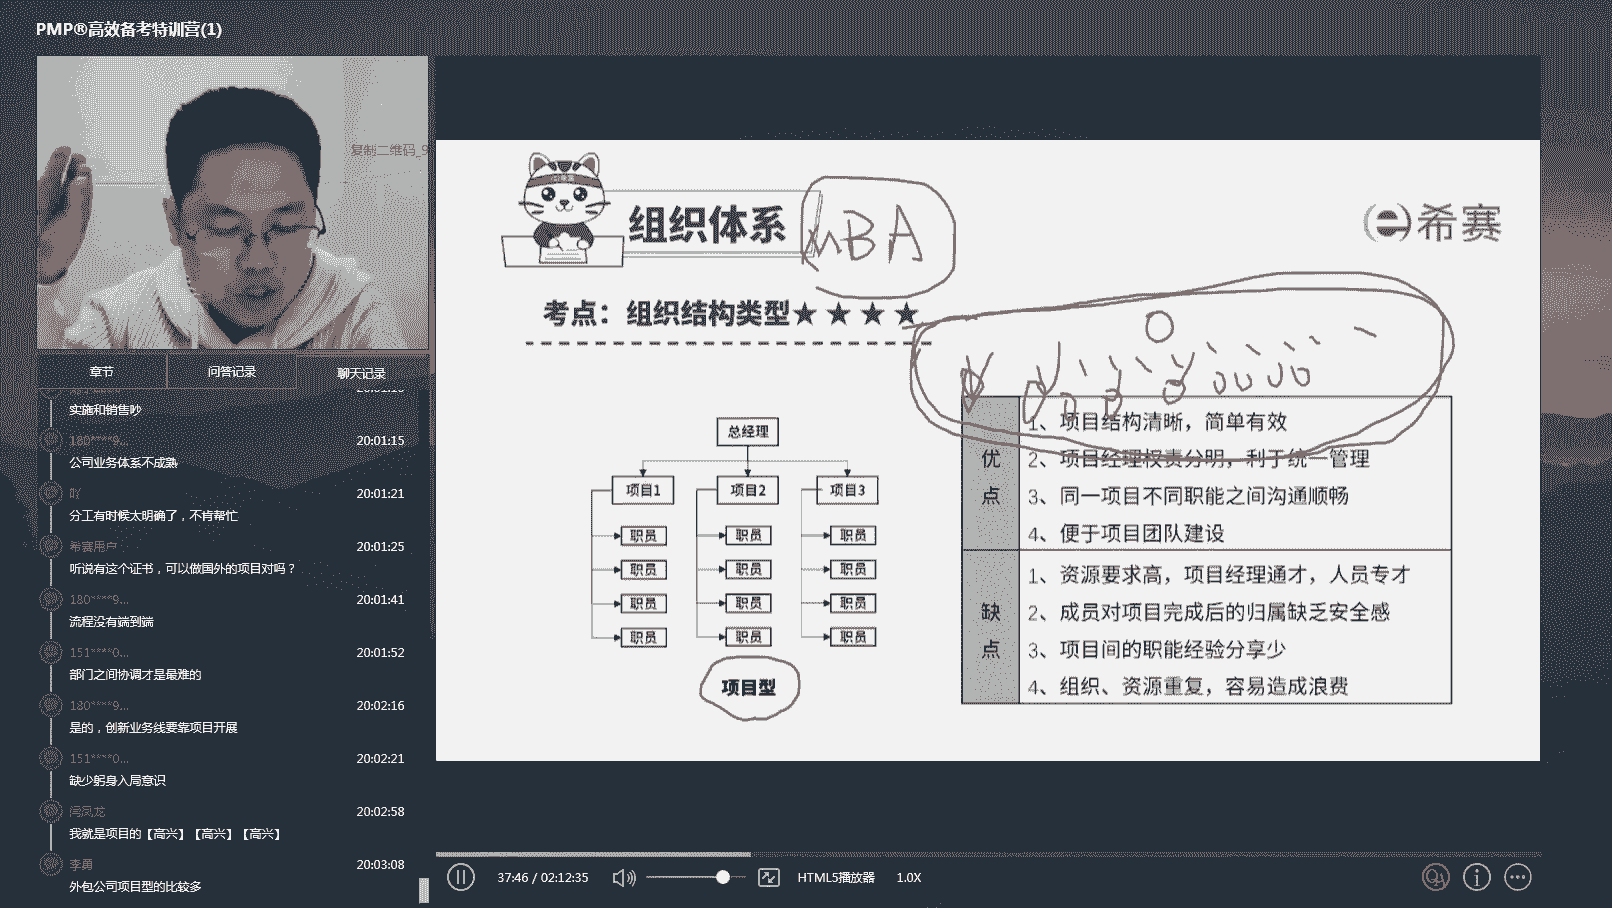 PMP®高效备考特训营(1)
复制二维码_9
章节
问答记录
聊天记录
实施和销售吵
180****9...
20:01:15
公司业务体系不成熟
吖
20:01:21
分工有时候太明确了，不肯帮忙
希赛用户
20:01:25
听说有这个证书，可以做国外的项目对吗？
180****9...
20:01:41
流程没有端到端
151****0...
20:01:52
部门之间协调才是最难的
180****9...
20:02:16
是的，创新业务线要靠项目开展
151****0...
20:02:21
缺少躬身入局意识
闫凤龙
20:02:58
我就是项目的【高兴】【高兴】【高兴】
李勇
20:03:08
外包公司项目型的比较多
组织体系
MBA
希赛
考点：组织结构类型★★★★
总经理
项目1
项目2
项目3
职员
职员
职员
职员
职员
职员
职员
职员
职员
职员
职员
职员
项目型
优点
1、项目结构清晰，简单有效
2、项目经理权责分明，利于统一管理
3、同一项目不同职能之间沟通顺畅
4、便于项目团队建设
缺点
1、资源要求高，项目经理通才，人员专才
2、成员对项目完成后的归属缺乏安全感
3、项目间的职能经验分享少
4、组织、资源重复，容易造成浪费
37:46 / 02:12:35
HTML5播放器
1.0X